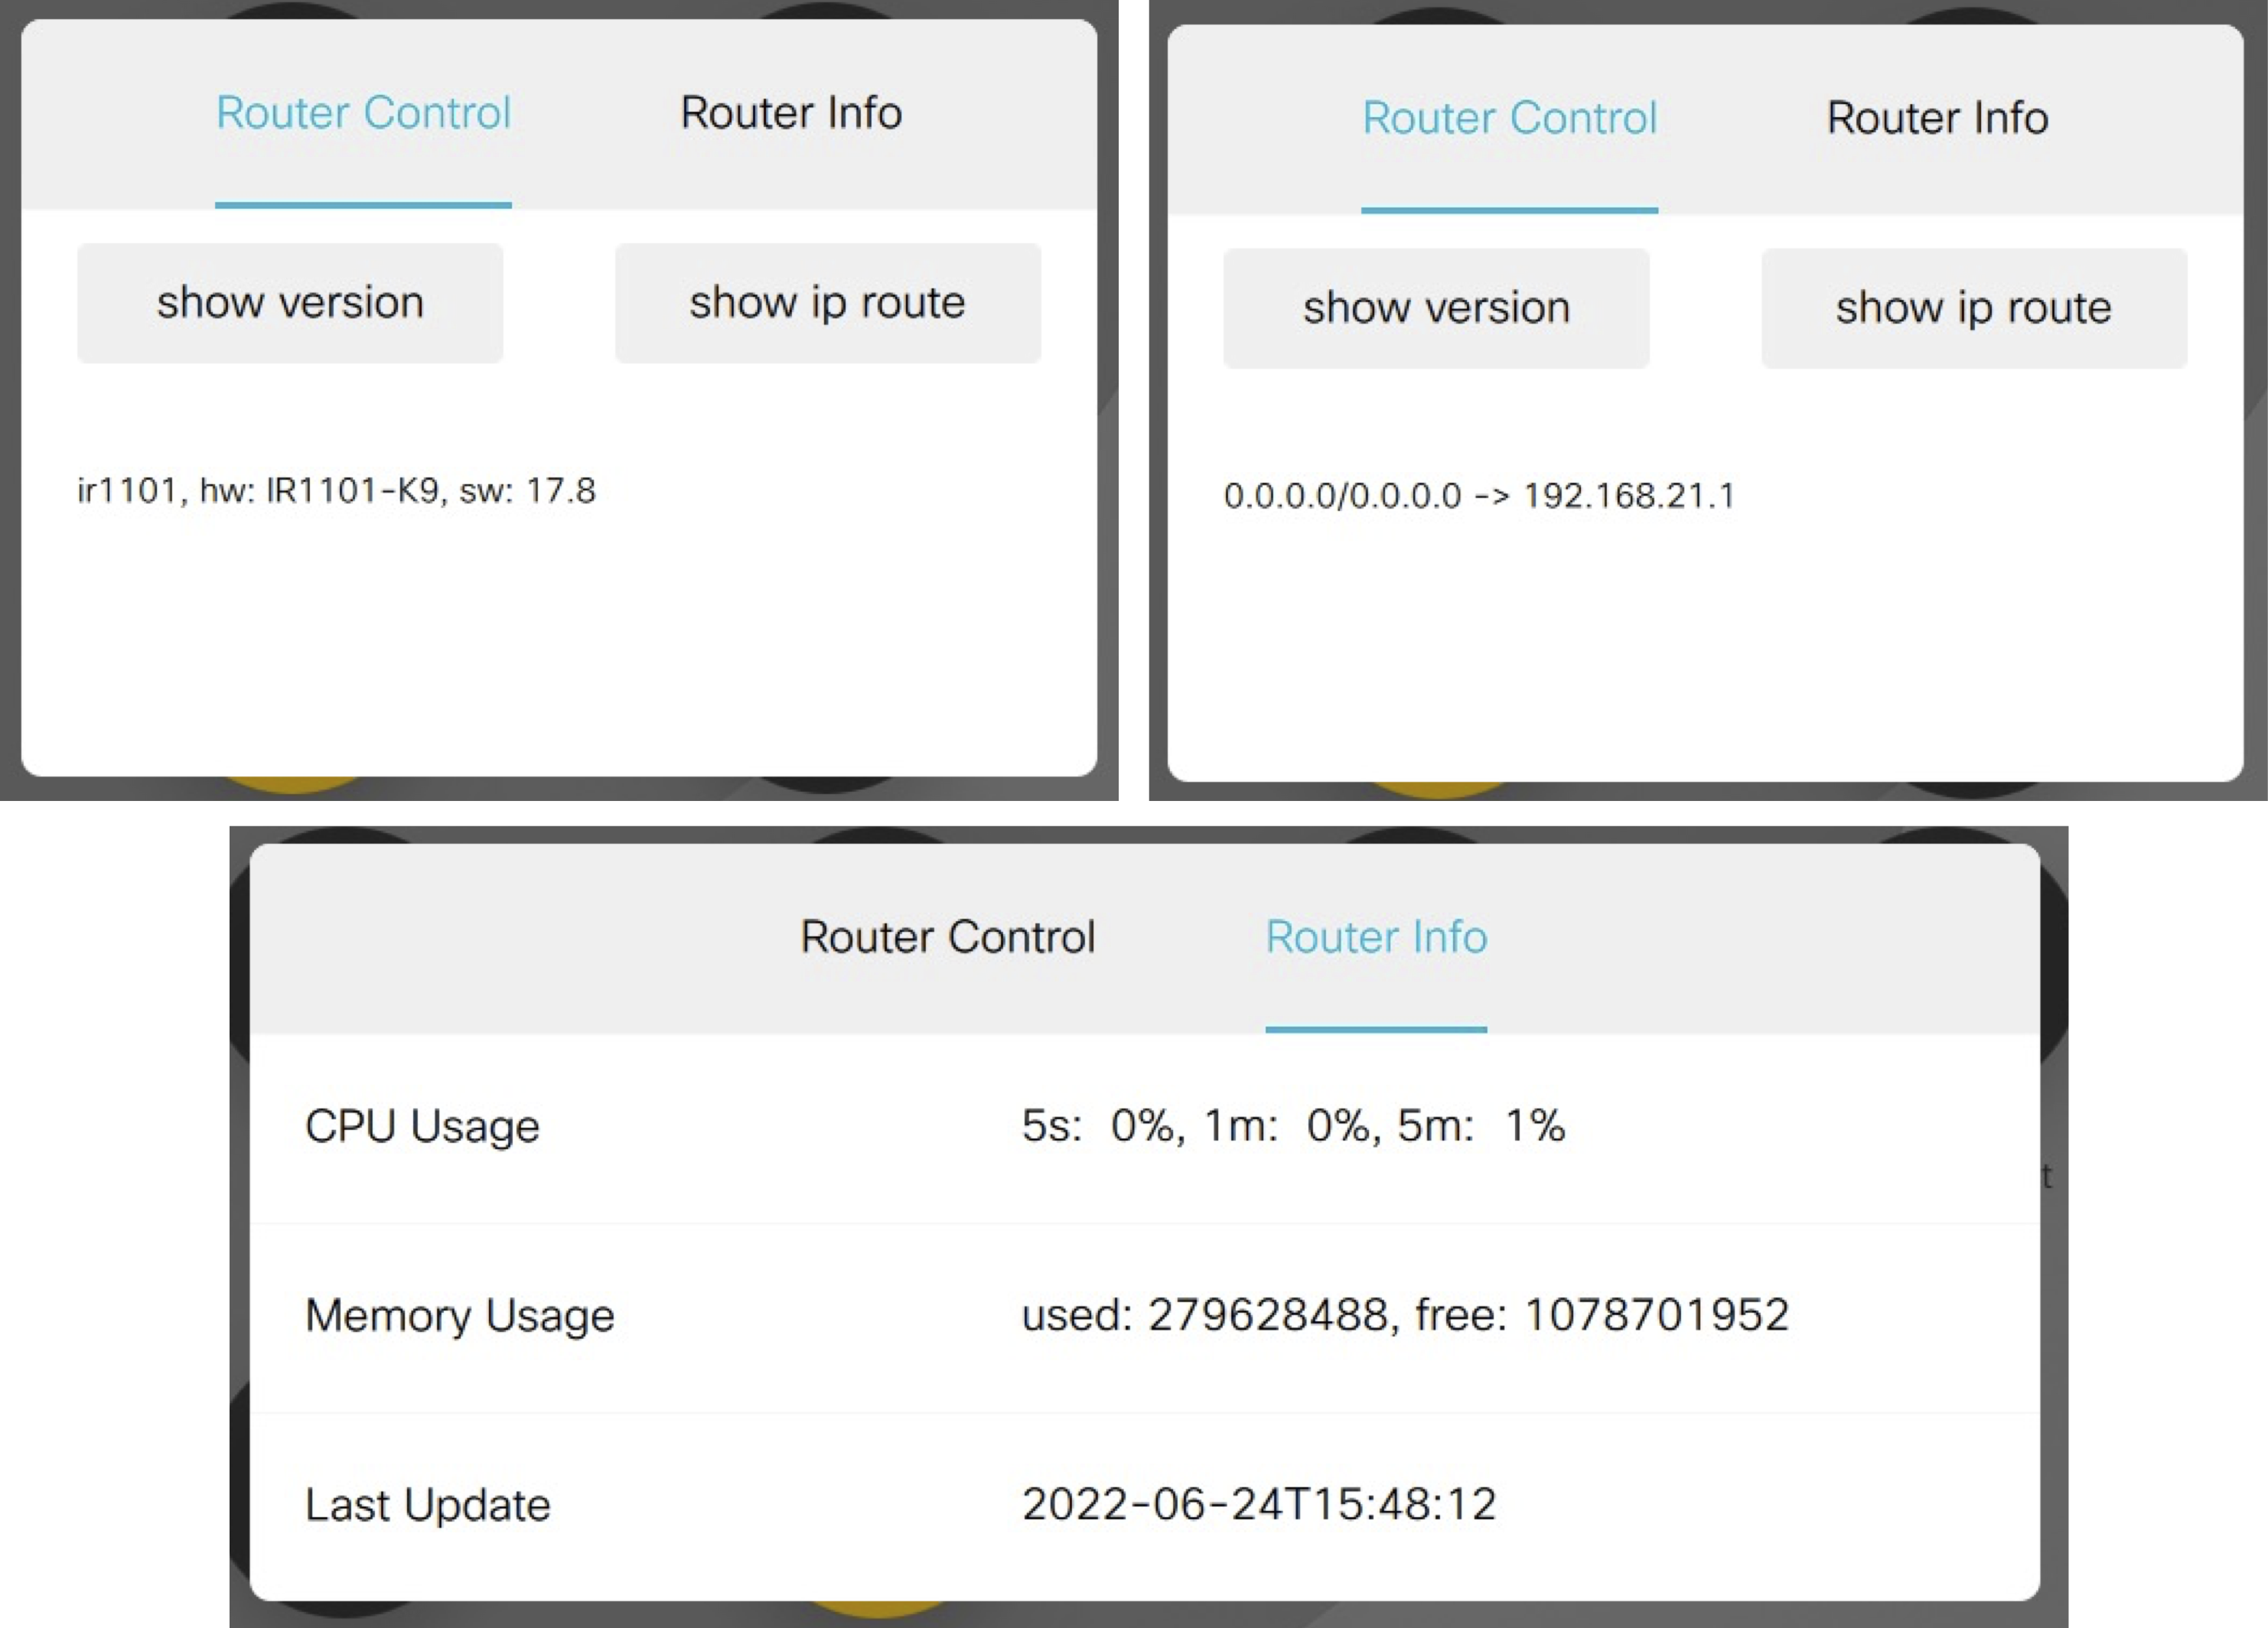 Router Control Router Info
show version show ip route
ir1101, hw: IR1101-K9, sw: 17.8
Router Control Router Info
show version show ip route
0.0.0.0/0.0.0.0 -> 192.168.21.1
Router Control Router Info
CPU Usage 5s:  0%, 1m:  0%, 5m:  1%
t
Memory Usage used: 279628488, free: 1078701952
Last Update 2022-06-24T15:48:12